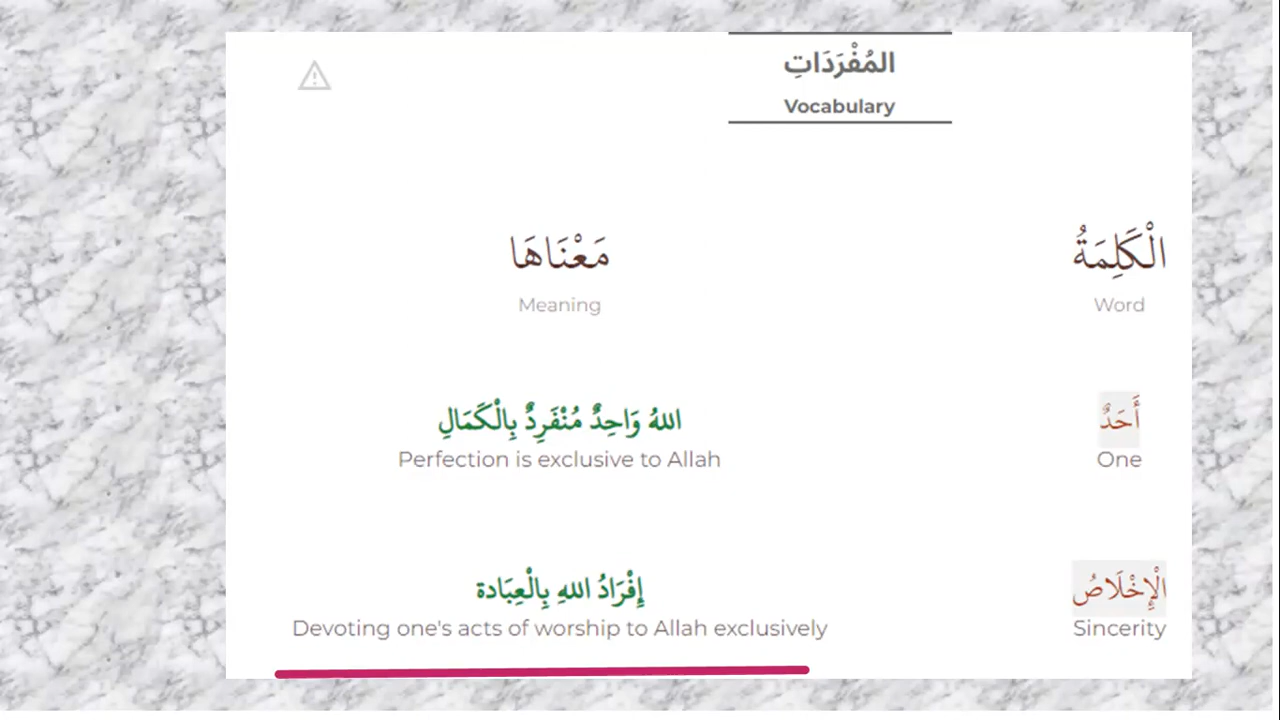 المُفْرَدَاتِ
Vocabulary
الْكَلِمَةُ
Word
مَعْنَاهَا
Meaning
أَحَدٌ
One
اللهُ وَاحِدٌ مُنْفَرِدٌ بِالْكَمَالِ
Perfection is exclusive to Allah
الْإِخْلَاصُ
Sincerity
إِفْرَادُ اللهِ بِالْعِبَادة
Devoting one's acts of worship to Allah exclusively